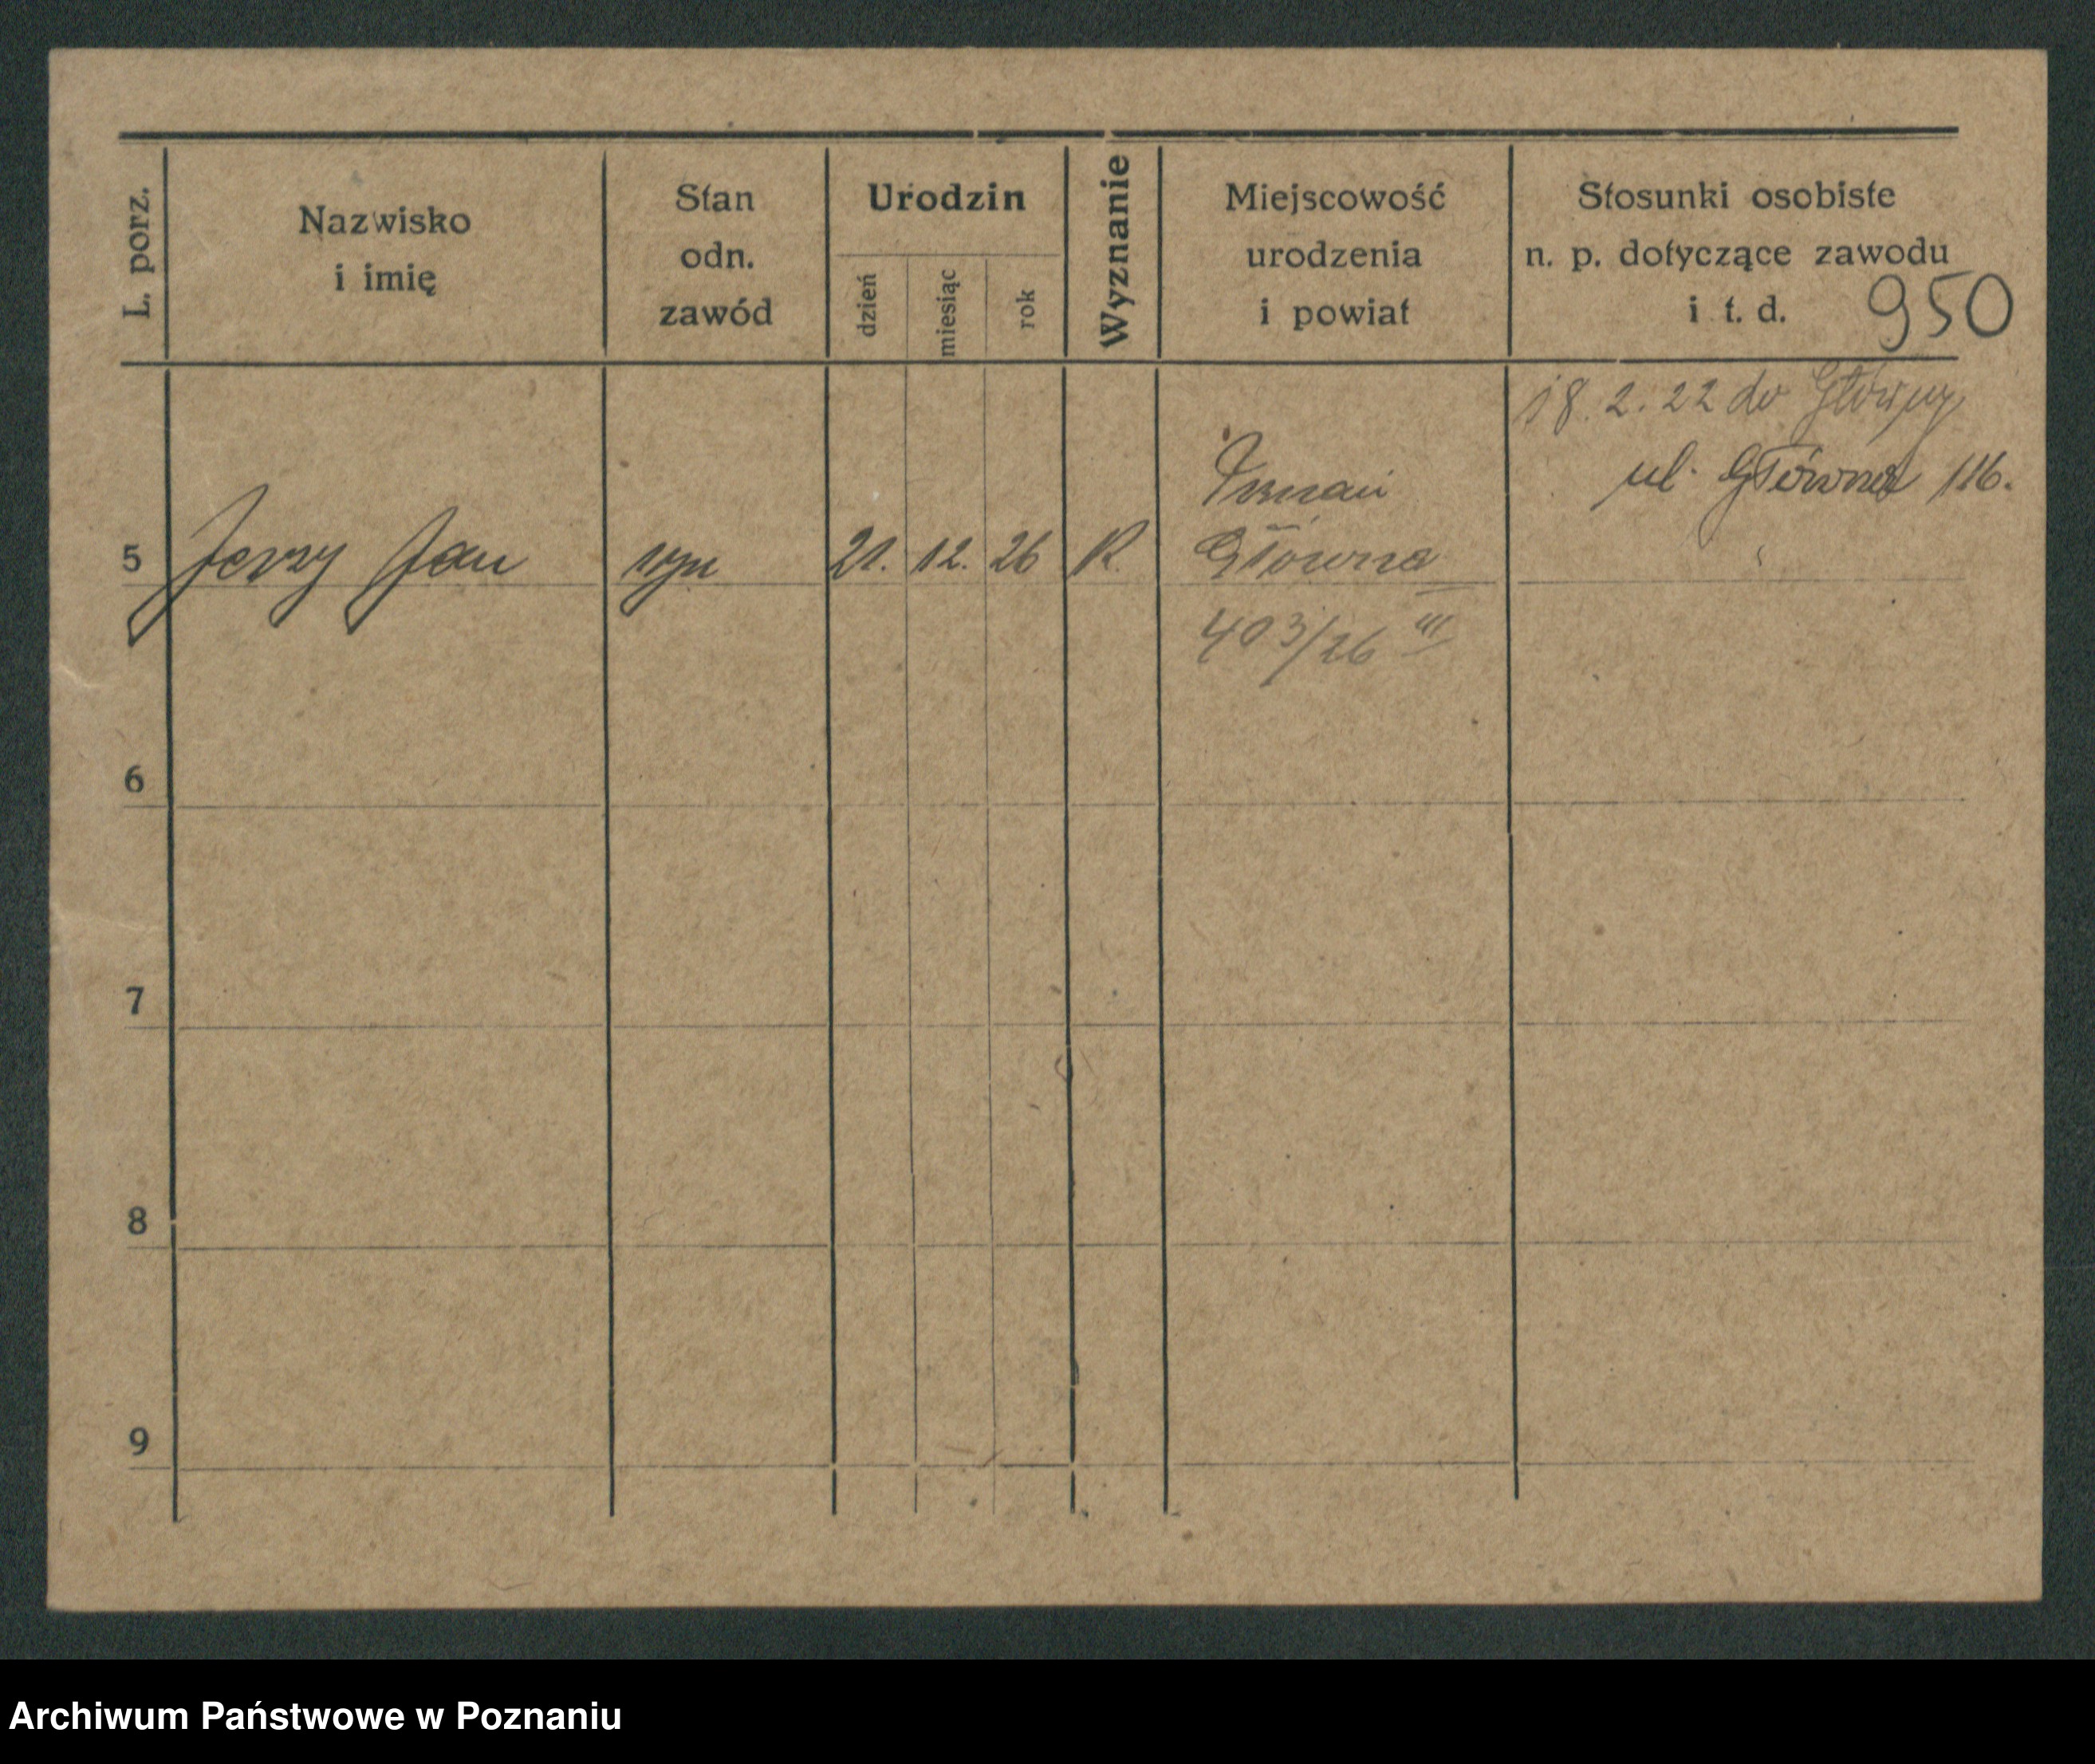 L. porz.
Nazwisko
i imię
Stan
odn.
zawód
Urodzin
dzień
miesiąc
rok
Wyznanie
Miejscowość
urodzenia
i powiat
Stosunki osobiste
n. p. dotyczące zawodu
i t. d.
950
18. 2. 22 do Główny
ul. Główna 116.
Poznań
5 Jerzy Jan syn 21. 12. 26 R. Główna
403/26 III
6
7
8
9
Archiwum Państwowe w Poznaniu